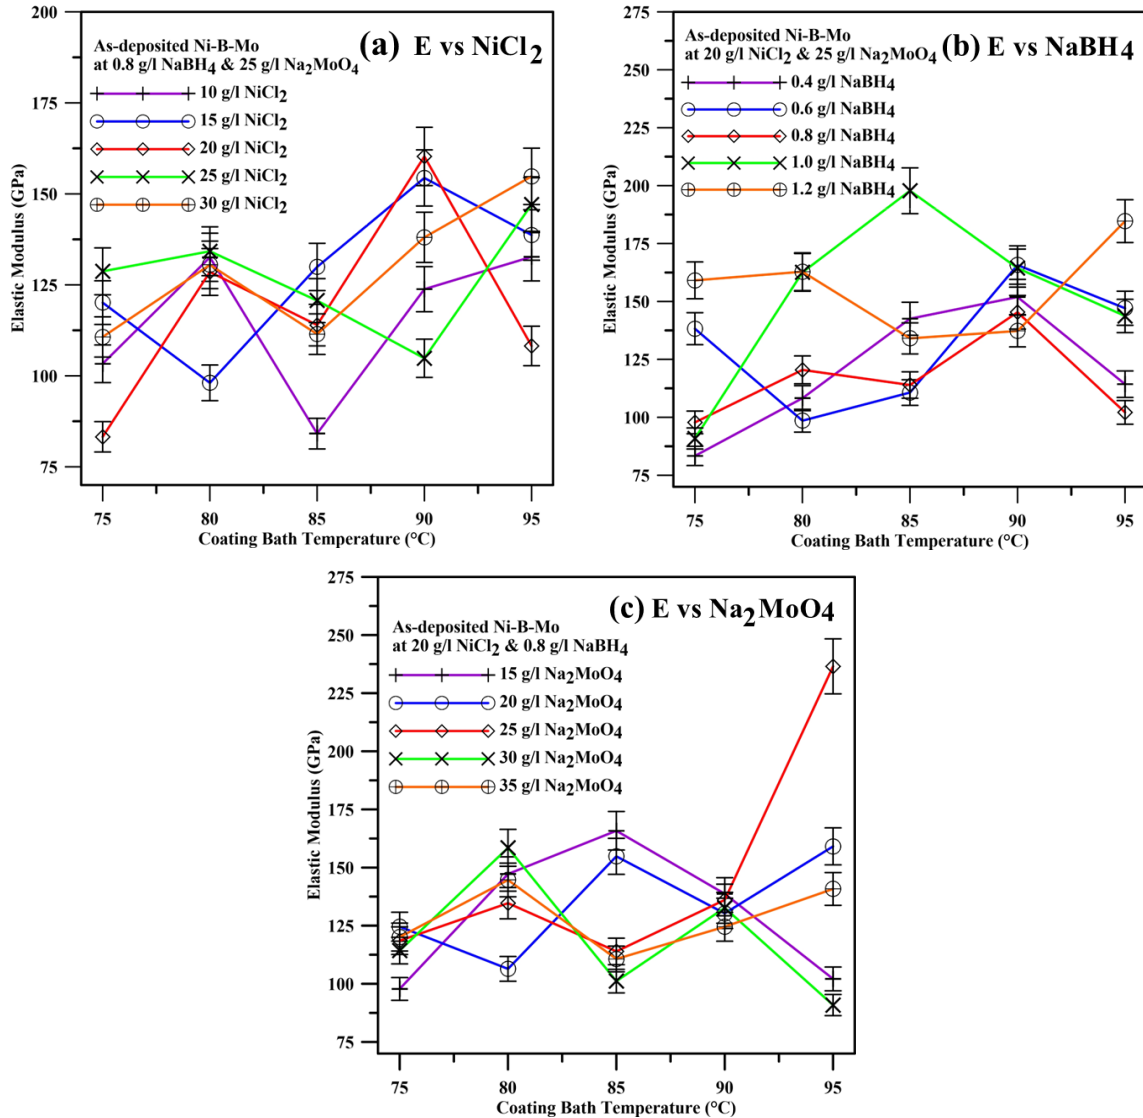 (a) E vs NiCl2
As-deposited Ni-B-Mo
at 0.8 g/l NaBH4 & 25 g/l Na2MoO4
10 g/l NiCl2
15 g/l NiCl2
20 g/l NiCl2
25 g/l NiCl2
30 g/l NiCl2
200
175
150
125
100
75
Elastic Modulus (GPa)
75 80 85 90 95
Coating Bath Temperature (°C)
(b) E vs NaBH4
As-deposited Ni-B-Mo
at 20 g/l NiCl2 & 25 g/l Na2MoO4
0.4 g/l NaBH4
0.6 g/l NaBH4
0.8 g/l NaBH4
1.0 g/l NaBH4
1.2 g/l NaBH4
275
250
225
200
175
150
125
100
75
Elastic Modulus (GPa)
75 80 85 90 95
Coating Bath Temperature (°C)
(c) E vs Na2MoO4
As-deposited Ni-B-Mo
at 20 g/l NiCl2 & 0.8 g/l NaBH4
15 g/l Na2MoO4
20 g/l Na2MoO4
25 g/l Na2MoO4
30 g/l Na2MoO4
35 g/l Na2MoO4
275
250
225
200
175
150
125
100
75
Elastic Modulus (GPa)
75 80 85 90 95
Coating Bath Temperature (°C)